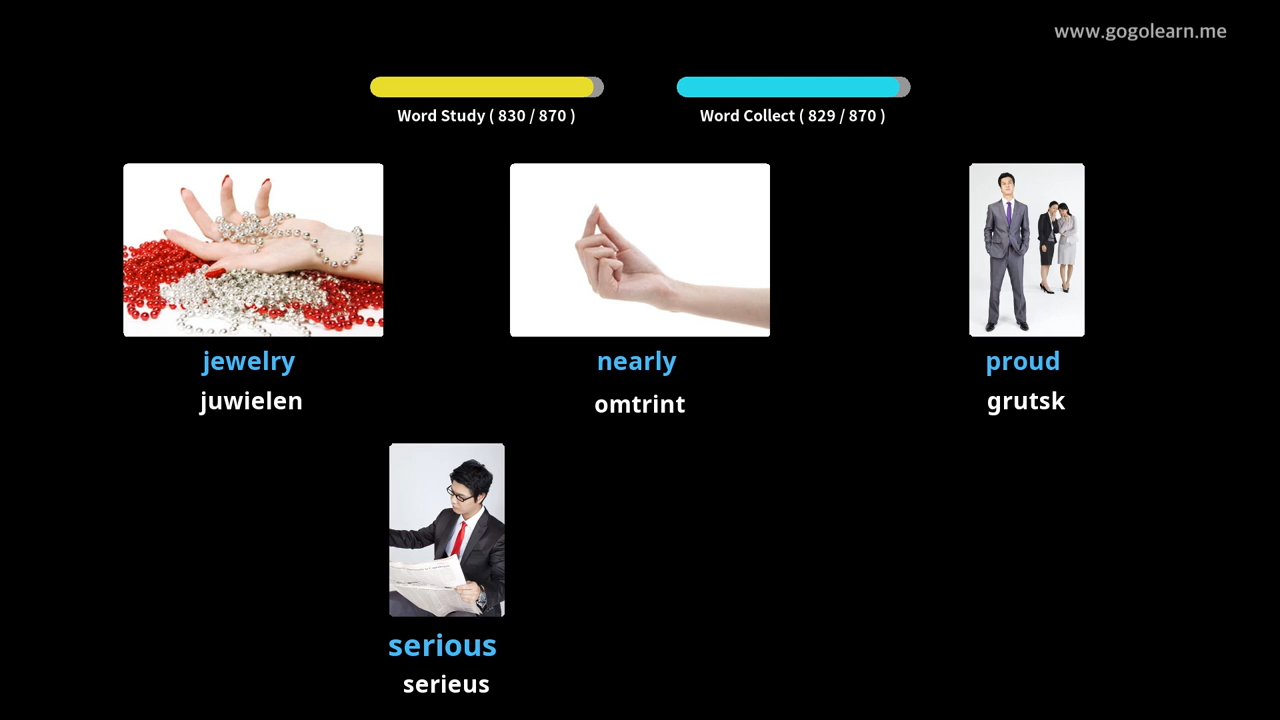 www.gogolearn.me
Word Study ( 830 / 870 )
Word Collect ( 829 / 870 )
jewelry
juwielen
nearly
omtrint
proud
grutsk
serious
serieus